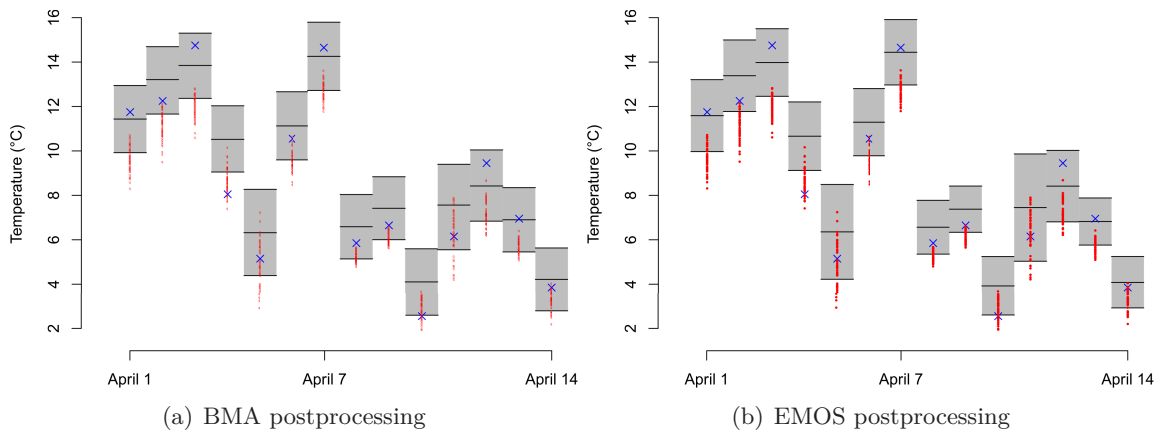 16
14
12
10
8
6
4
2
Temperature (°C)
April 1
April 7
April 14
(a) BMA postprocessing
16
14
12
10
8
6
4
2
Temperature (°C)
April 1
April 7
April 14
(b) EMOS postprocessing